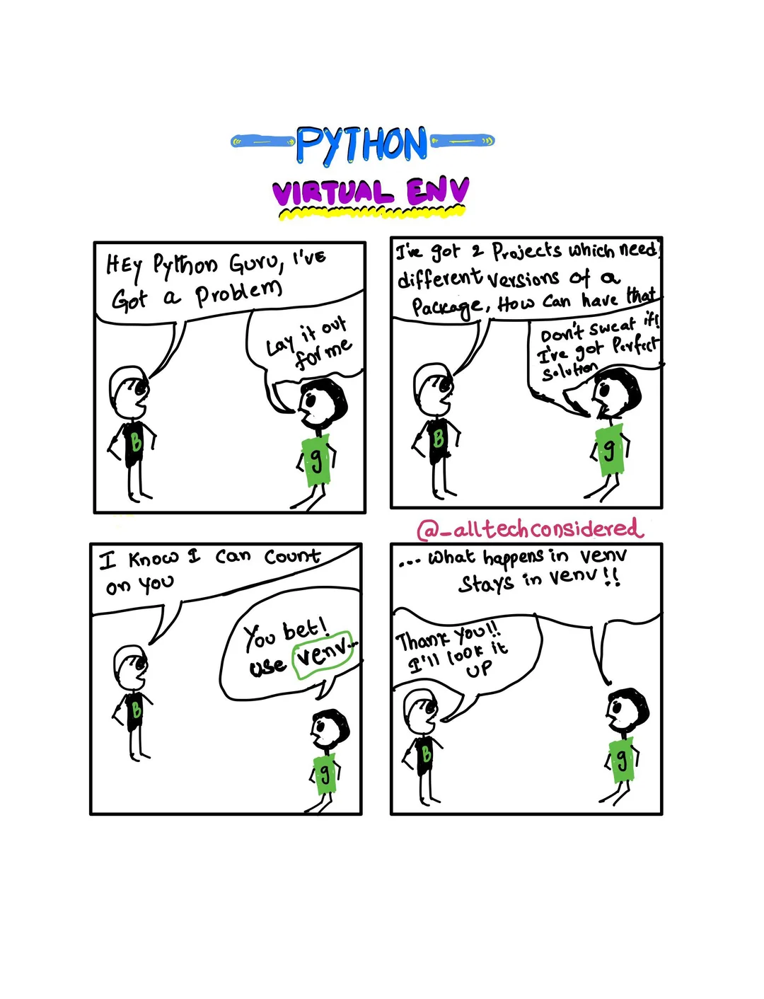 PYTHON
VIRTUAL ENV
HEy Python Guru, I'VE
Got a Problem
Lay it out
for me
B
g
I've got 2 Projects which need
different versions of a
Package, How can have that
Don't sweat it!
I've got Perfect
solution
B
g
@_alltechconsidered
I Know I can count
on you
You bet!
use venv...
B
g
... what happens in venv
stays in venv!!
Thank you!!
I'll look it
UP
B
g